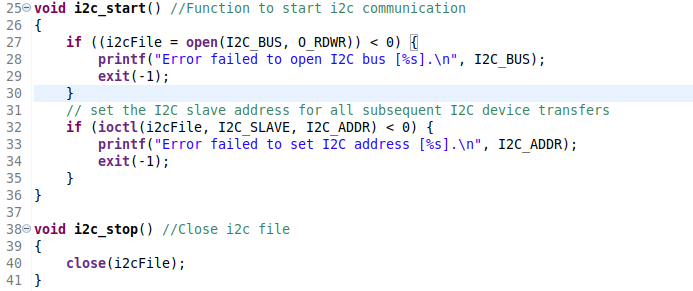 25 void i2c_start() //Function to start i2c communication
26 {
27     if ((i2cFile = open(I2C_BUS, O_RDWR)) < 0) {
28         printf("Error failed to open I2C bus [%s].\n", I2C_BUS);
29         exit(-1);
30     }
31     // set the I2C slave address for all subsequent I2C device transfers
32     if (ioctl(i2cFile, I2C_SLAVE, I2C_ADDR) < 0) {
33         printf("Error failed to set I2C address [%s].\n", I2C_ADDR);
34         exit(-1);
35     }
36 }
37
38 void i2c_stop() //Close i2c file
39 {
40     close(i2cFile);
41 }